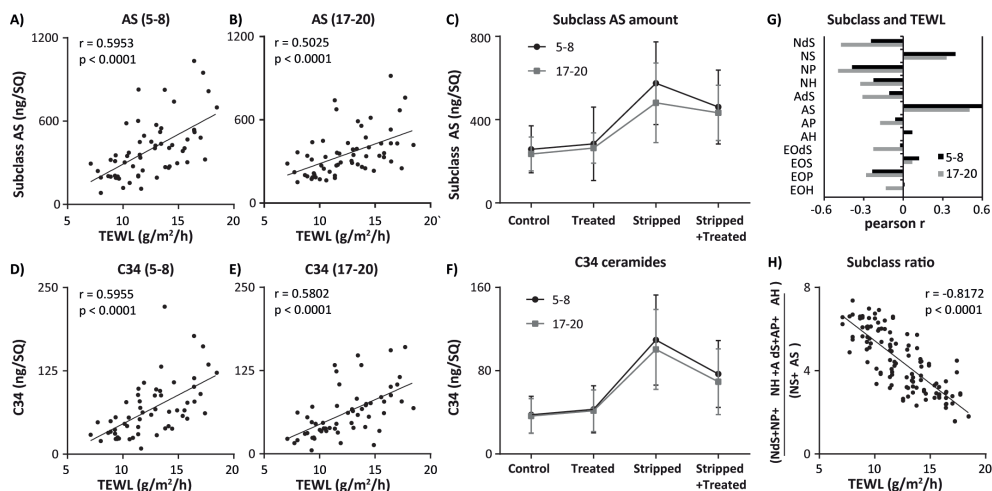 A) AS (5-8)
r = 0.5953
p < 0.0001
Subclass AS (ng/SQ)
1200
600
0
5 10 15 20
TEWL (g/m²/h)
B) AS (17-20)
r = 0.5025
p < 0.0001
1200
600
0
5 10 15 20`
TEWL (g/m²/h)
C) Subclass AS amount
5-8
17-20
Subclass AS (ng/SQ)
800
400
0
Control Treated Stripped Stripped
+Treated
G) Subclass and TEWL
NdS
NS
NP
NH
AdS
AS
AP
AH
EOdS
EOS
EOP
EOH
5-8
17-20
-0.6 -0.3 0 0.3 0.6
pearson r
D) C34 (5-8)
r = 0.5955
p < 0.0001
C34 (ng/SQ)
250
125
0
5 10 15 20
TEWL (g/m²/h)
E) C34 (17-20)
r = 0.5802
p < 0.0001
250
125
0
5 10 15 20
TEWL (g/m²/h)
F) C34 ceramides
5-8
17-20
C34 (ng/SQ)
160
80
0
Control Treated Stripped Stripped
+Treated
H) Subclass ratio
r = -0.8172
p < 0.0001
(NdS+NP+ NH +A dS+AP+ AH )
(NS+ AS )
8
4
0
5 10 15 20
TEWL (g/m²/h)